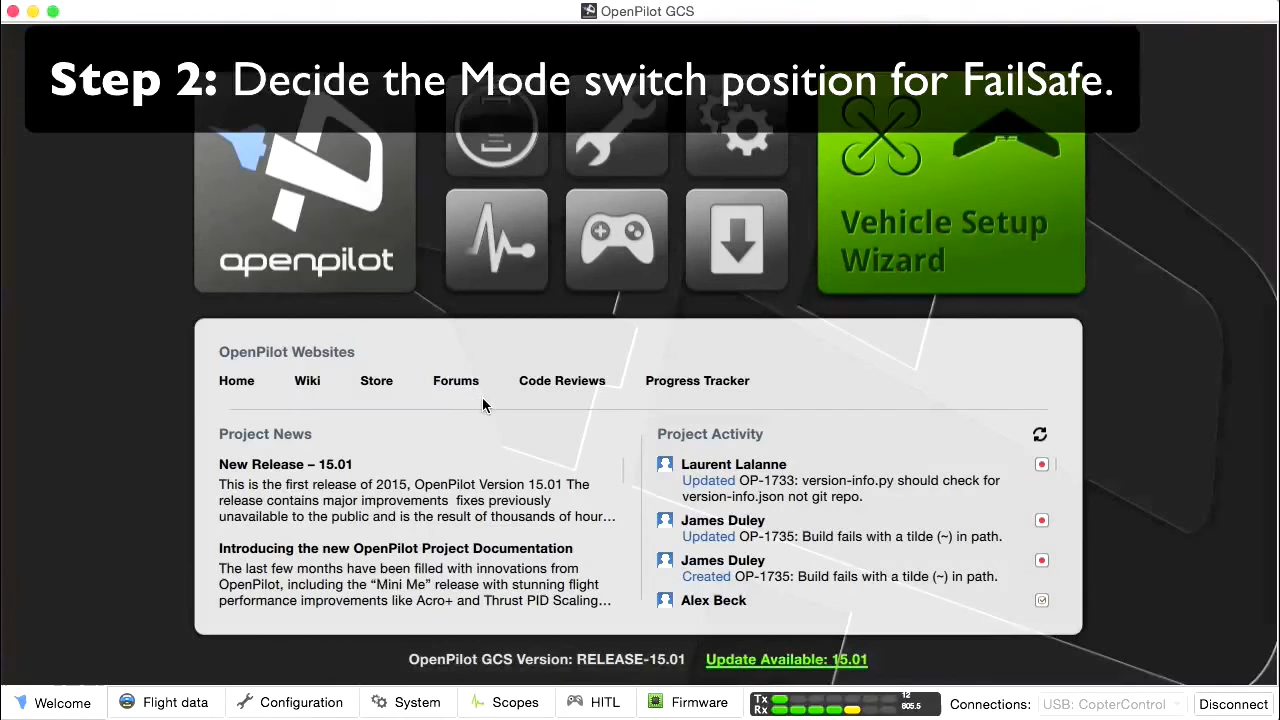 OpenPilot GCS
Step 2: Decide the Mode switch position for FailSafe.
openpilot
Vehicle Setup
Wizard
OpenPilot Websites
Home Wiki Store Forums Code Reviews Progress Tracker
Project News
New Release – 15.01
This is the first release of 2015, OpenPilot Version 15.01 The
release contains major improvements fixes previously
unavailable to the public and is the result of thousands of hour...
Introducing the new OpenPilot Project Documentation
The last few months have been filled with innovations from
OpenPilot, including the “Mini Me” release with stunning flight
performance improvements like Acro+ and Thrust PID Scaling...
Project Activity
Laurent Lalanne
Updated OP-1733: version-info.py should check for
version-info.json not git repo.
James Duley
Updated OP-1735: Build fails with a tilde (~) in path.
James Duley
Created OP-1735: Build fails with a tilde (~) in path.
Alex Beck
OpenPilot GCS Version: RELEASE-15.01 Update Available: 15.01
Flight data Configuration System Scopes HITL Firmware Tx 12 Connections: USB: CopterControl Disconnect
Rx 805.5